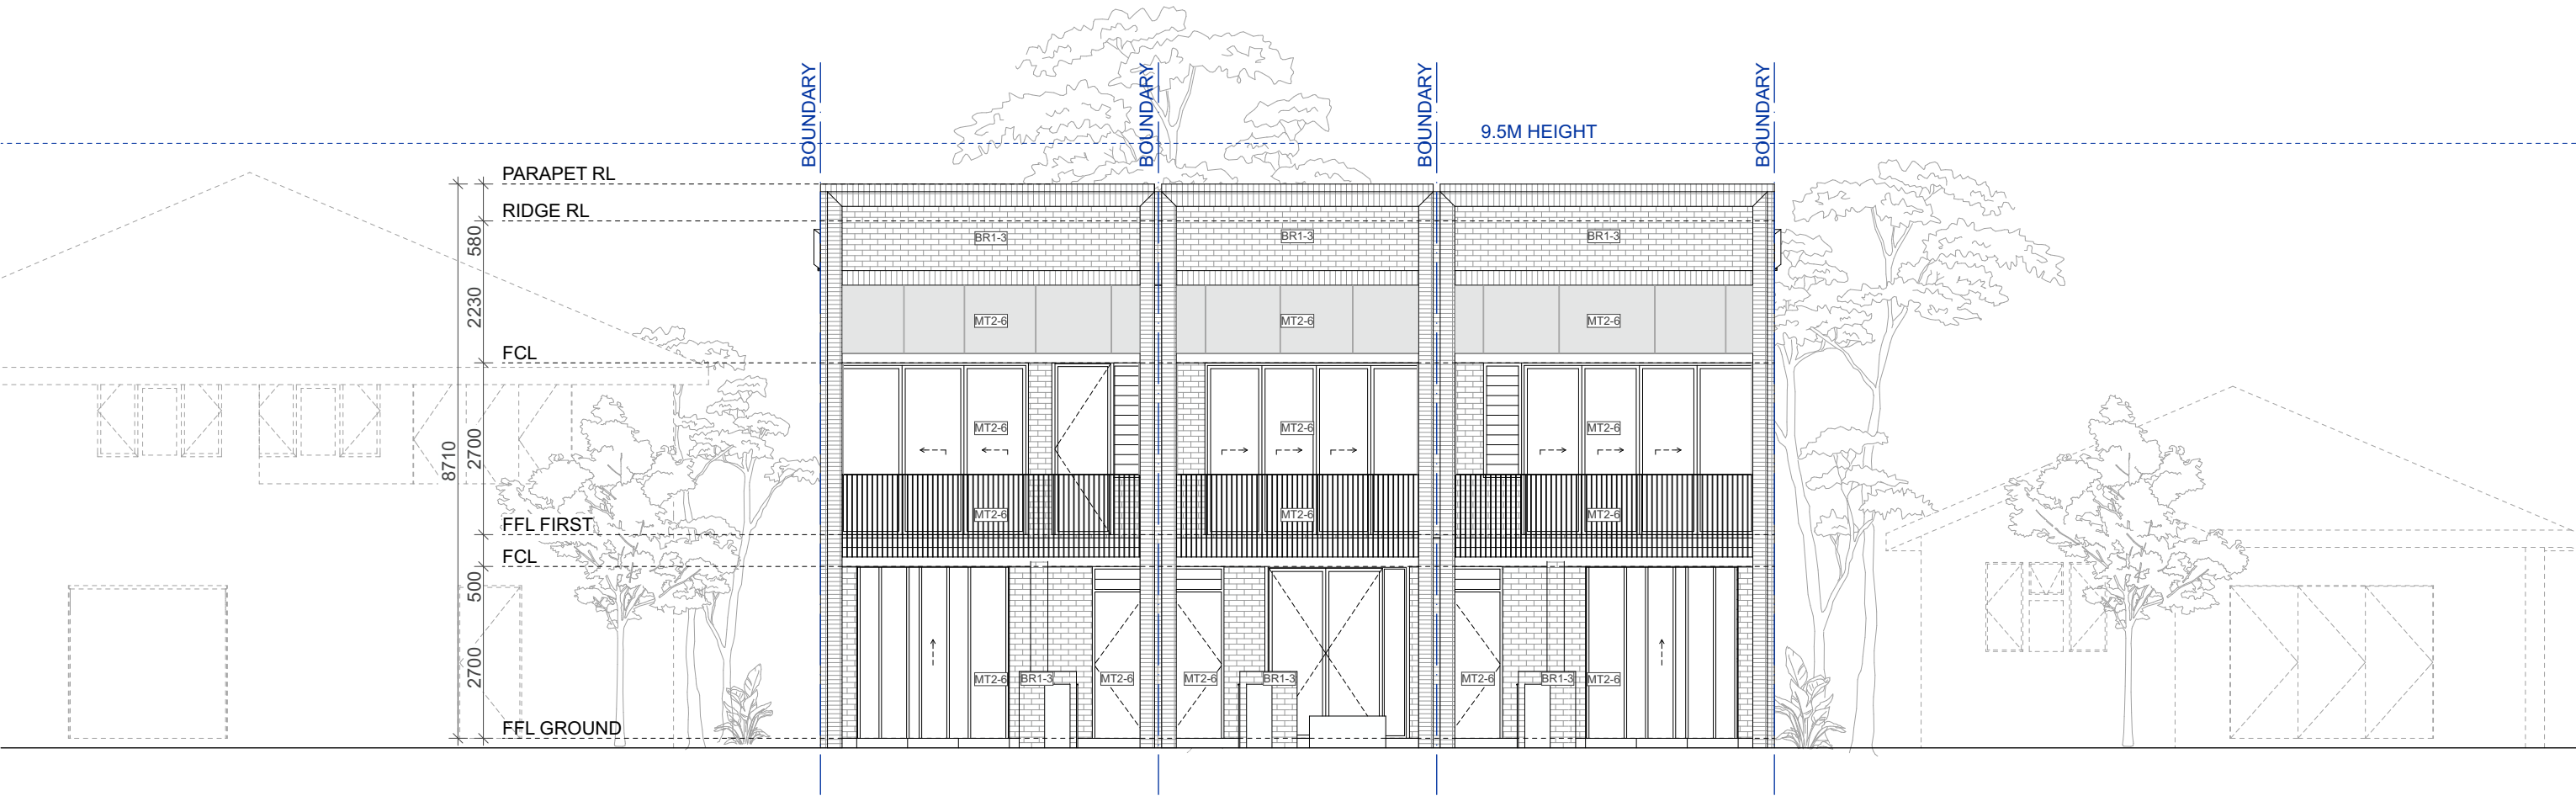 BOUNDARY
BOUNDARY
BOUNDARY
BOUNDARY
9.5M HEIGHT
PARAPET RL
RIDGE RL
580
BR1-3
BR1-3
BR1-3
2230
MT2-6
MT2-6
MT2-6
FCL
8710
2700
MT2-6
MT2-6
MT2-6
FFL FIRST
MT2-6
MT2-6
MT2-6
FCL
500
2700
MT2-6
BR1-3
MT2-6
MT2-6
BR1-3
MT2-6
BR1-3
MT2-6
FFL GROUND